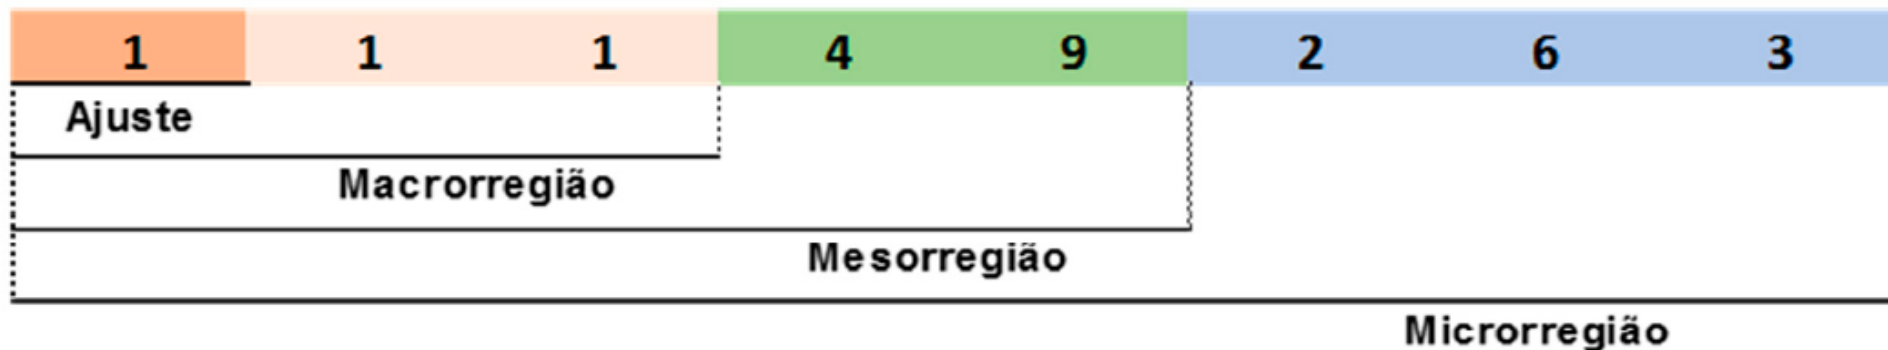 1 1 1 4 9 2 6 3
Ajuste
Macrorregião
Mesorregião
Microrregião